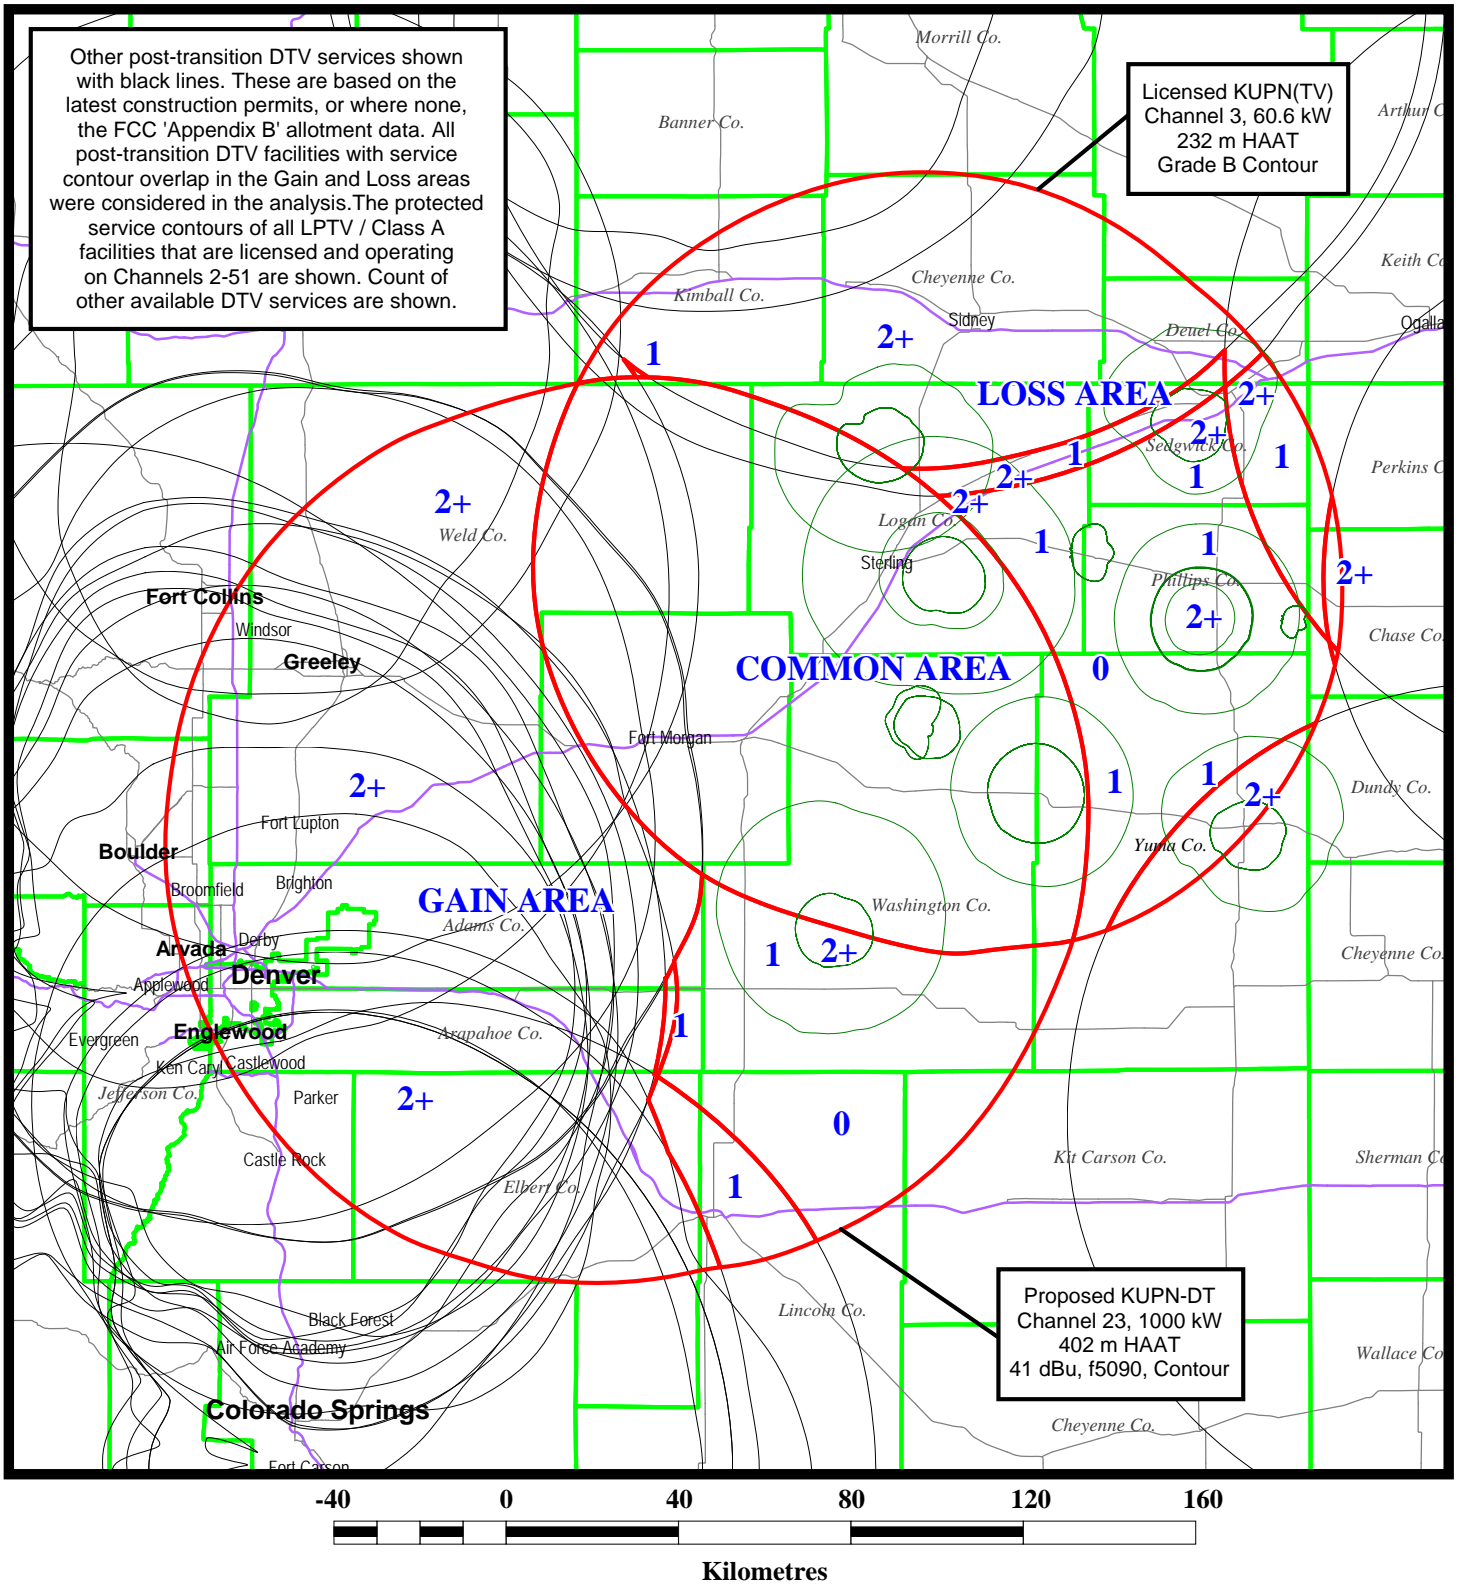 Other post-transition DTV services shown
with black lines. These are based on the
latest construction permits, or where none,
the FCC 'Appendix B' allotment data. All
post-transition DTV facilities with service
contour overlap in the Gain and Loss areas
were considered in the analysis.The protected
service contours of all LPTV / Class A
facilities that are licensed and operating
on Channels 2-51 are shown. Count of
other available DTV services are shown.
Morrill Co.
Licensed KUPN(TV)
Channel 3, 60.6 kW
232 m HAAT
Grade B Contour
Arthur C
Banner Co.
Keith Co
Cheyenne Co.
Kimball Co.
Sidney
Deuel Co.
Ogalla
2+
1
LOSS AREA
2+
2+
Sedgwick Co.
1
1
Perkins C
2+
1
2+
2+
Logan Co.
Weld Co.
1
1
Sterling
Phillips Co.
2+
Fort Collins
2+
Windsor
Chase Co.
Greeley
COMMON AREA
0
Fort Morgan
2+
1
1
2+
Dundy Co.
Fort Lupton
Yuma Co.
Boulder
Broomfield
Brighton
GAIN AREA
Adams Co.
Washington Co.
Arvada
Derby
1
2+
Cheyenne Co.
Denver
Applewood
Englewood
Evergreen
Arapahoe Co.
1
Ken Caryl
Castlewood
Jefferson Co.
Parker
2+
0
Castle Rock
Kit Carson Co.
Sherman Co
Elbert Co.
1
Proposed KUPN-DT
Channel 23, 1000 kW
402 m HAAT
41 dBu, f5090, Contour
Lincoln Co.
Black Forest
Air Force Academy
Wallace Co
Colorado Springs
Cheyenne Co.
Fort Carson
-40 0 40 80 120 160
Kilometres